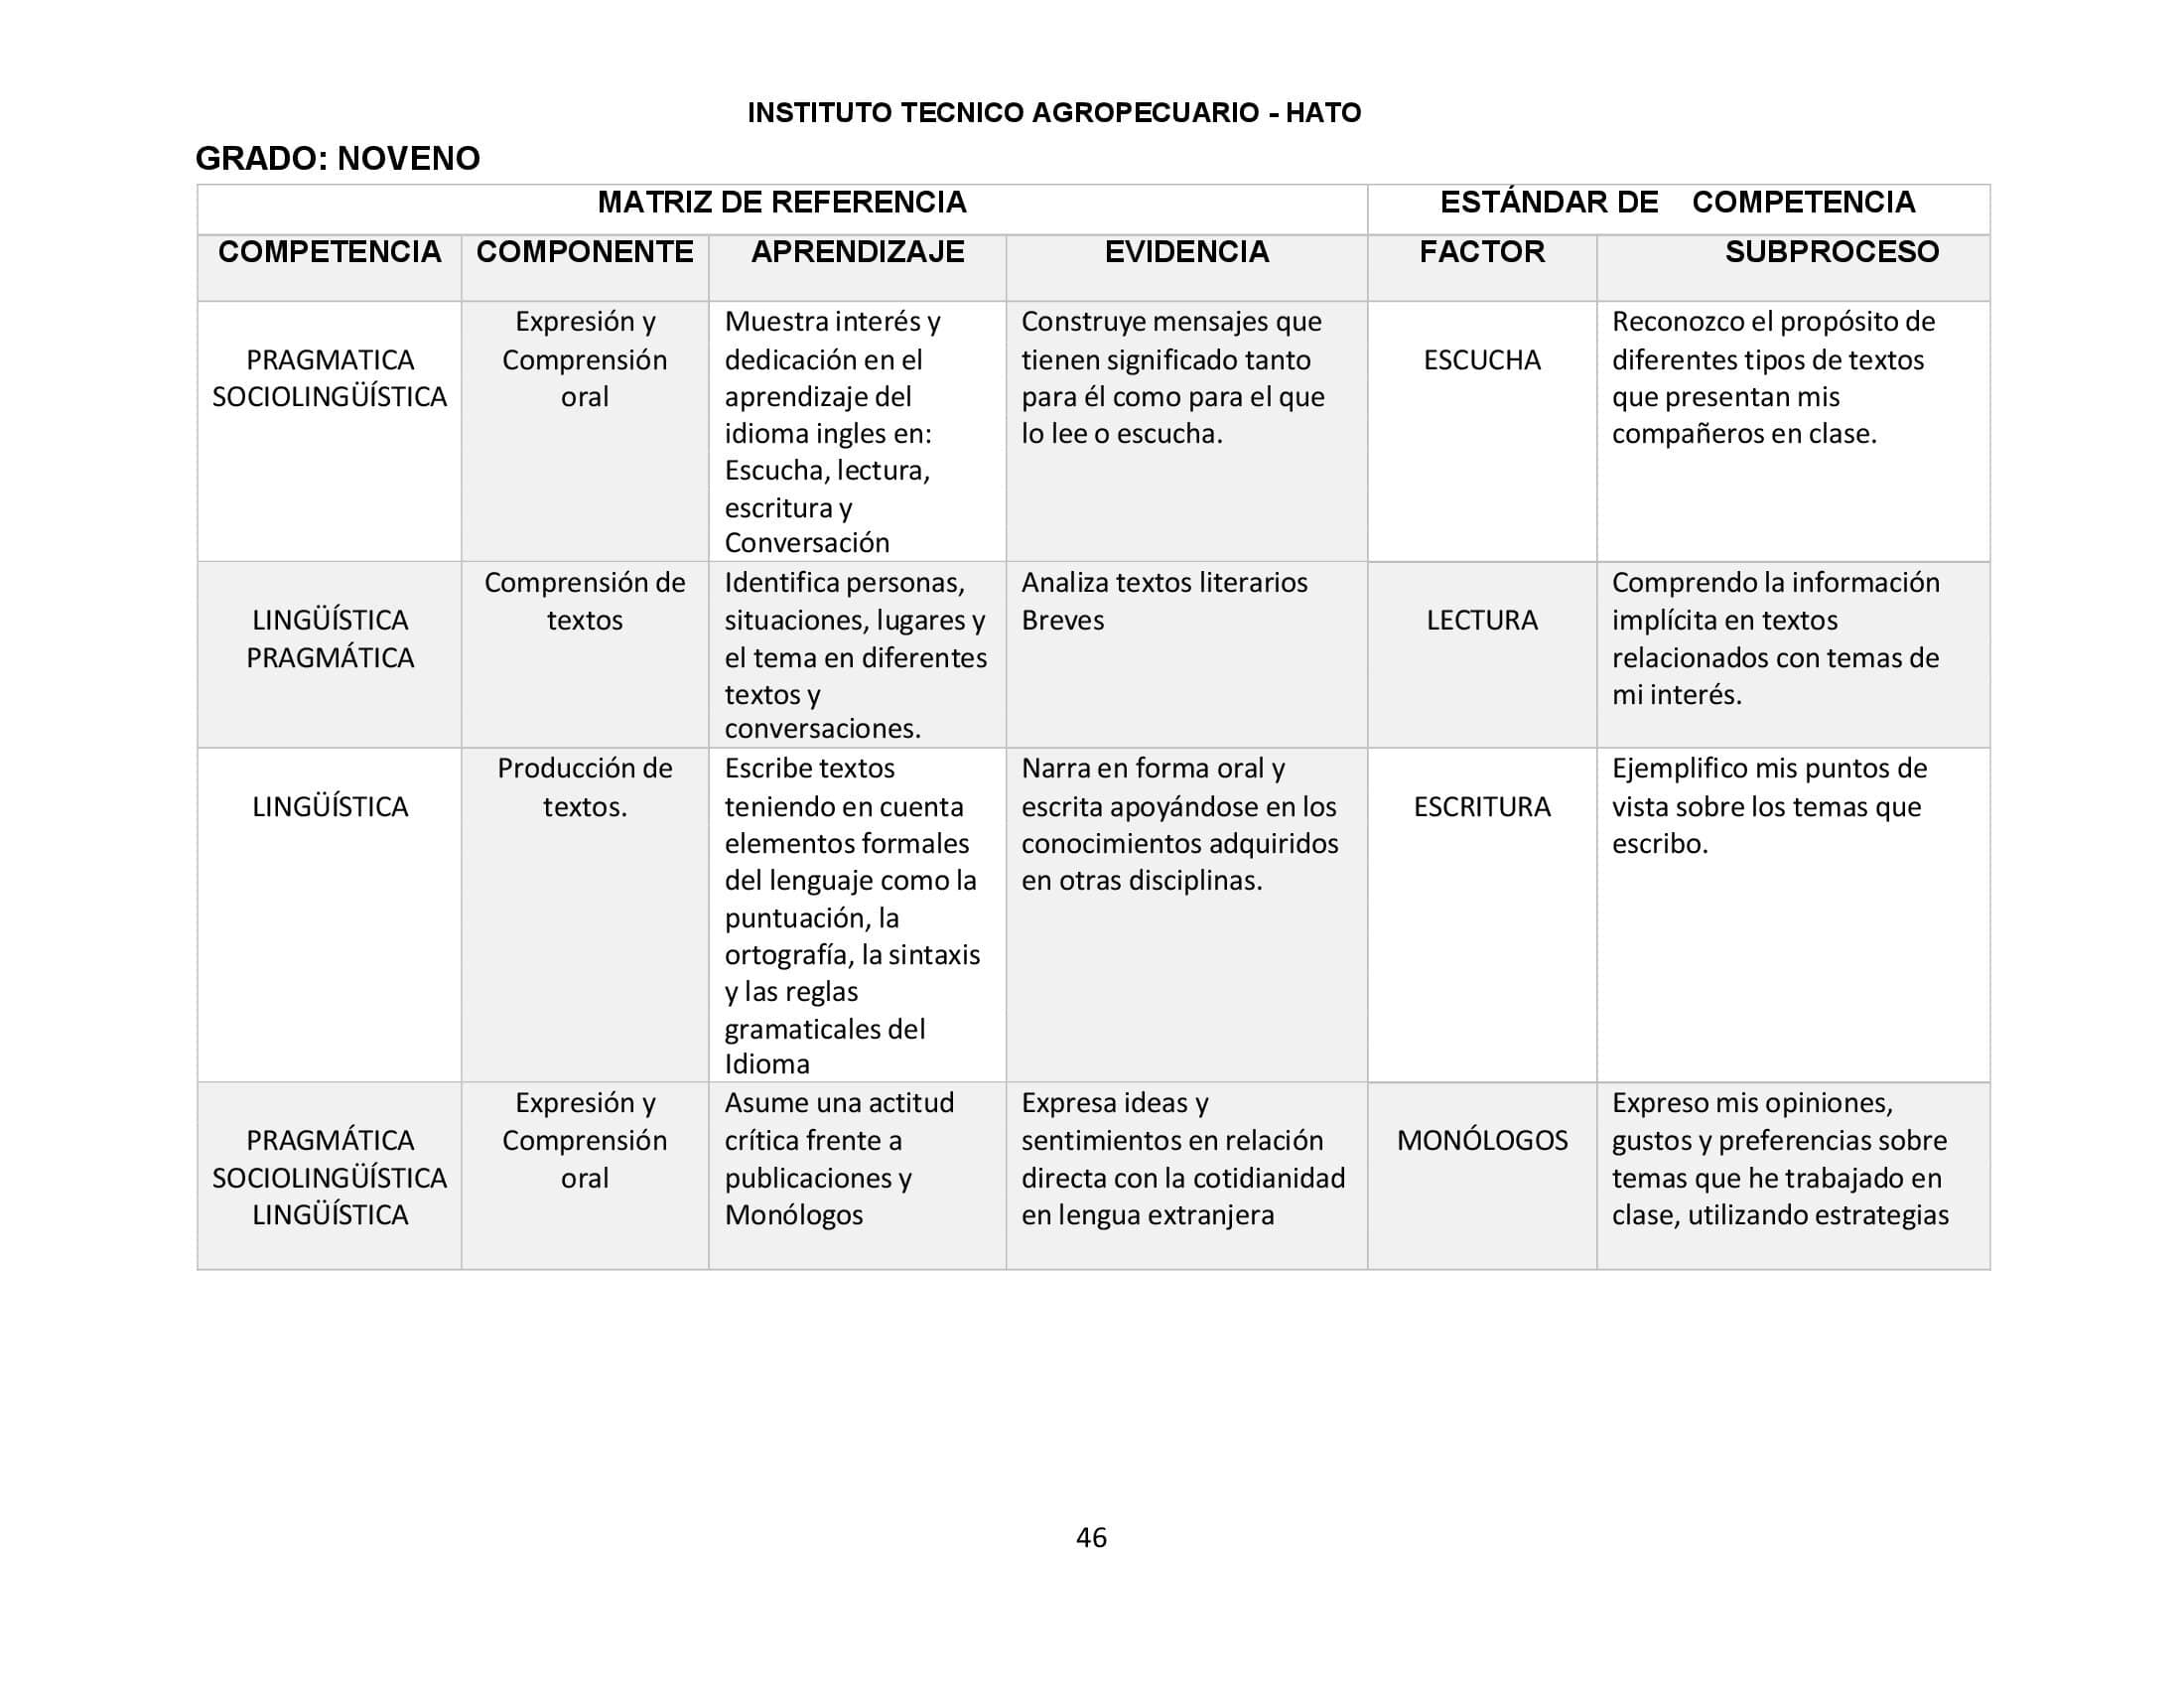 INSTITUTO TECNICO AGROPECUARIO - HATO
GRADO: NOVENO
MATRIZ DE REFERENCIA
ESTÁNDAR DE COMPETENCIA
COMPETENCIA
COMPONENTE
APRENDIZAJE
EVIDENCIA
FACTOR
SUBPROCESO
PRAGMATICA
SOCIOLINGÜÍSTICA
Expresión y
Comprensión
oral
Muestra interés y
dedicación en el
aprendizaje del
idioma ingles en:
Escucha, lectura,
escritura y
Conversación
Construye mensajes que
tienen significado tanto
para él como para el que
lo lee o escucha.
ESCUCHA
Reconozco el propósito de
diferentes tipos de textos
que presentan mis
compañeros en clase.
LINGÜÍSTICA
PRAGMÁTICA
Comprensión de
textos
Identifica personas,
situaciones, lugares y
el tema en diferentes
textos y
conversaciones.
Analiza textos literarios
Breves
LECTURA
Comprendo la información
implícita en textos
relacionados con temas de
mi interés.
LINGÜÍSTICA
Producción de
textos.
Escribe textos
teniendo en cuenta
elementos formales
del lenguaje como la
puntuación, la
ortografía, la sintaxis
y las reglas
gramaticales del
Idioma
Narra en forma oral y
escrita apoyándose en los
conocimientos adquiridos
en otras disciplinas.
ESCRITURA
Ejemplifico mis puntos de
vista sobre los temas que
escribo.
PRAGMÁTICA
SOCIOLINGÜÍSTICA
LINGÜÍSTICA
Expresión y
Comprensión
oral
Asume una actitud
crítica frente a
publicaciones y
Monólogos
Expresa ideas y
sentimientos en relación
directa con la cotidianidad
en lengua extranjera
MONÓLOGOS
Expreso mis opiniones,
gustos y preferencias sobre
temas que he trabajado en
clase, utilizando estrategias
46